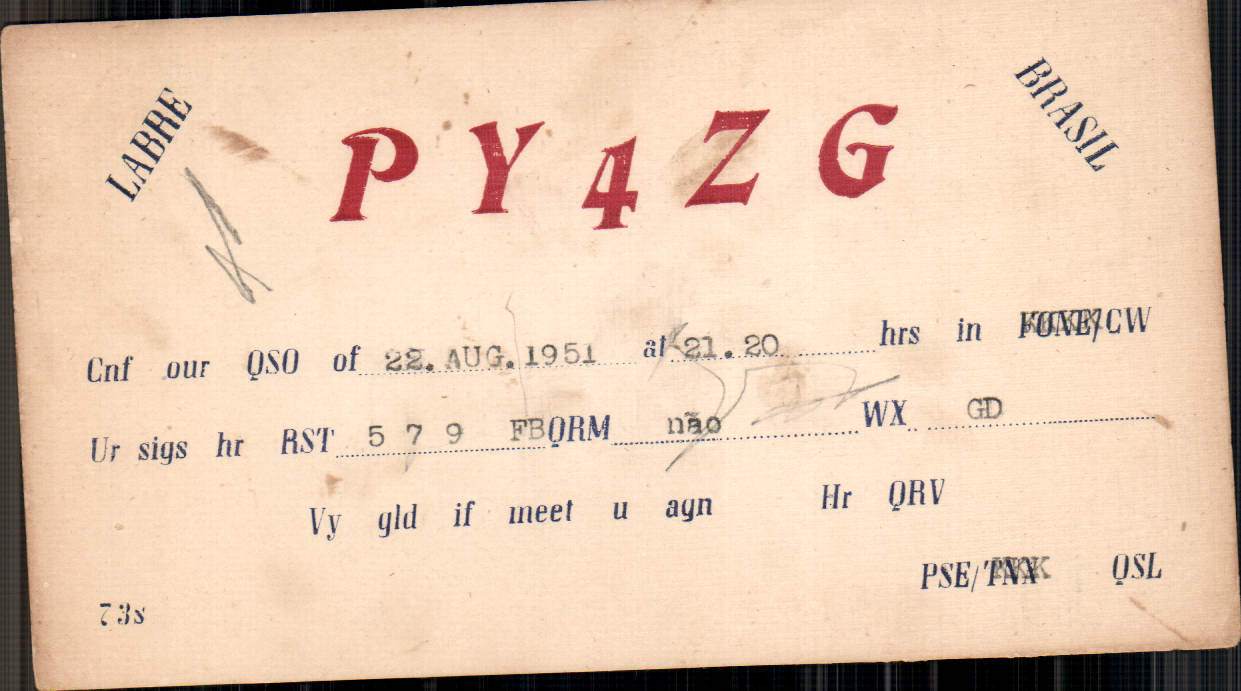 LABRE
BRASIL
PY4ZG
Cnf our QSO of 22. AUG. 1951 at 21.20 hrs in FONE/CW
Ur sigs hr RST 5 7 9 FB QRM não WX GD
Vy gld if meet u agn Hr QRV
PSE/TNX QSL
73s